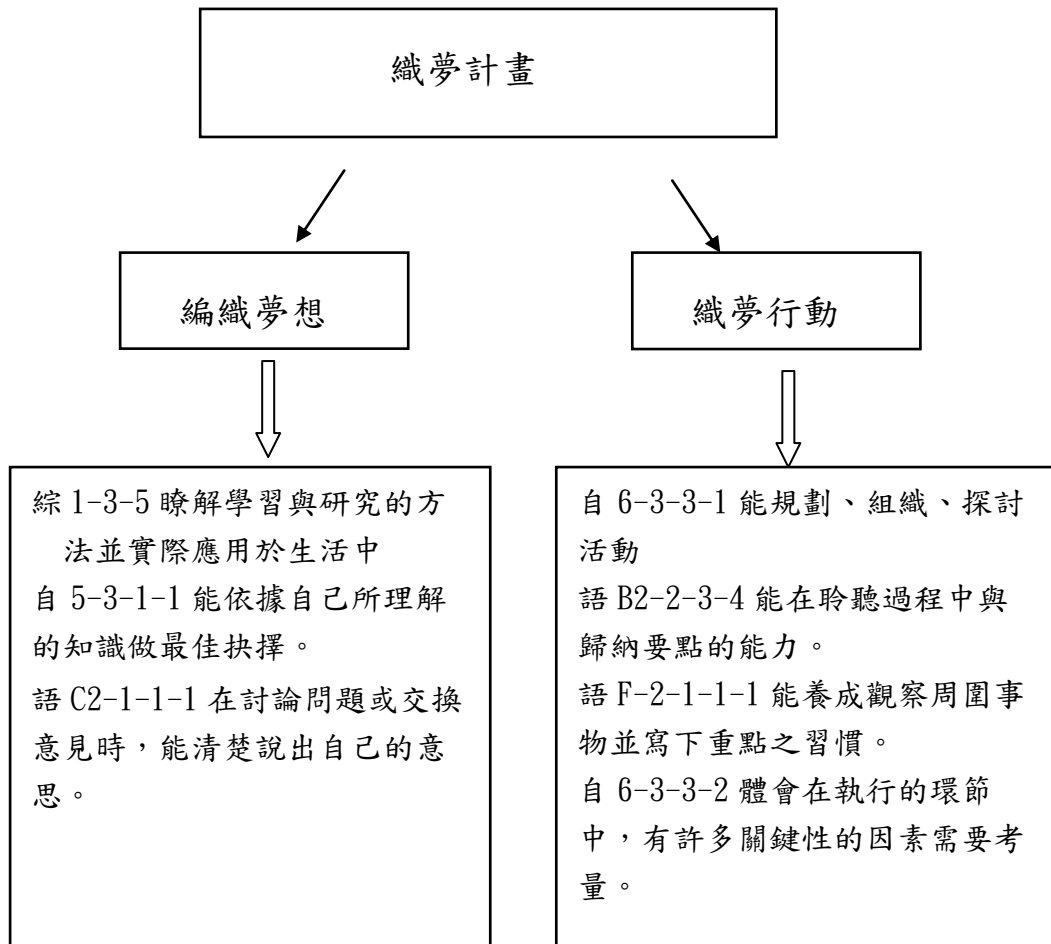 織夢計畫
編織夢想
織夢行動
綜 1-3-5 瞭解學習與研究的方
法並實際應用於生活中
自 5-3-1-1 能依據自己所理解
的知識做最佳抉擇。
語 C2-1-1-1 在討論問題或交換
意見時，能清楚說出自己的意
思。
自 6-3-3-1 能規劃、組織、探討
活動
語 B2-2-3-4 能在聆聽過程中與
歸納要點的能力。
語 F-2-1-1-1 能養成觀察周圍事
物並寫下重點之習慣。
自 6-3-3-2 體會在執行的環節
中，有許多關鍵性的因素需要考
量。